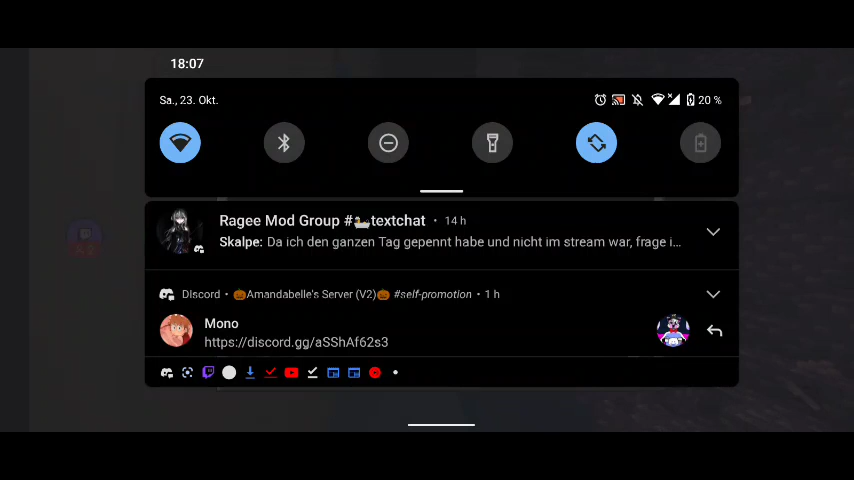 18:07
Sa., 23. Okt.
20 %
Ragee Mod Group #🛀textchat • 14 h
Skalpe: Da ich den ganzen Tag gepennt habe und nicht im stream war, frage i…
Discord • 🎃Amandabelle's Server (V2)🎃 #self-promotion • 1 h
Mono
https://discord.gg/aSShAf62s3